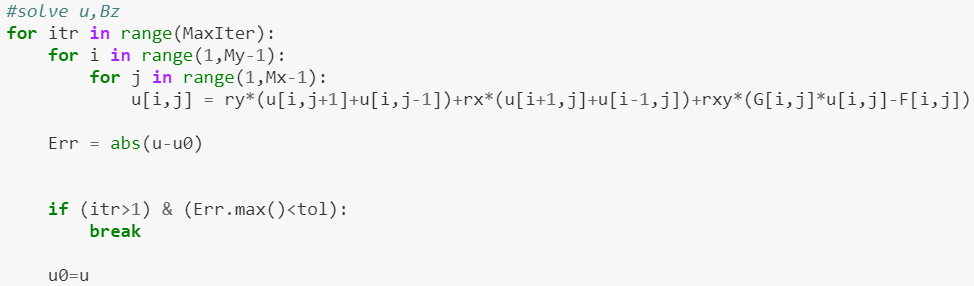 #solve u,Bz
for itr in range(MaxIter):
    for i in range(1,My-1):
        for j in range(1,Mx-1):
            u[i,j] = ry*(u[i,j+1]+u[i,j-1])+rx*(u[i+1,j]+u[i-1,j])+rxy*(G[i,j]*u[i,j]-F[i,j])
    Err = abs(u-u0)
    if (itr>1) & (Err.max()<tol):
        break
    u0=u